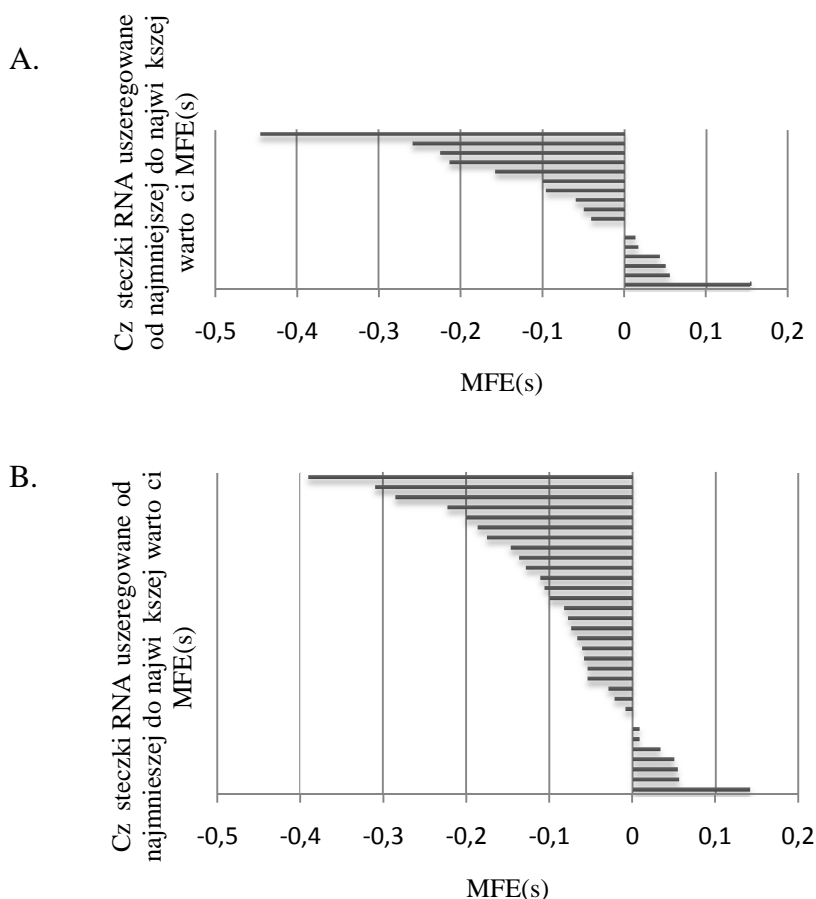 A.
Cz steczki RNA uszeregowane
od najmniejszej do najwi kszej
warto ci MFE(s)
-0,5 -0,4 -0,3 -0,2 -0,1 0 0,1 0,2
MFE(s)
B.
Cz steczki RNA uszeregowane od
najmnieszej do najwi kszej warto ci
MFE(s)
-0,5 -0,4 -0,3 -0,2 -0,1 0 0,1 0,2
MFE(s)